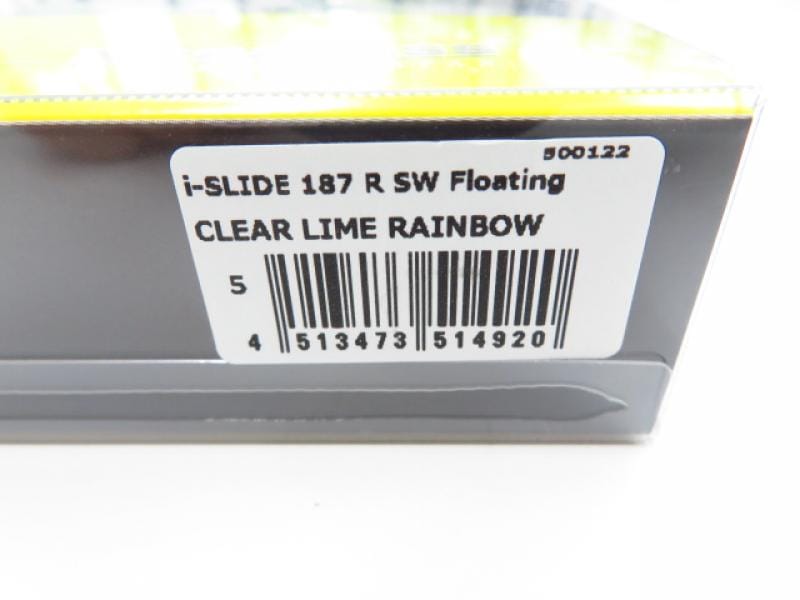 500122
i-SLIDE 187 R SW Floating
CLEAR LIME RAINBOW
5
4 513473 514920